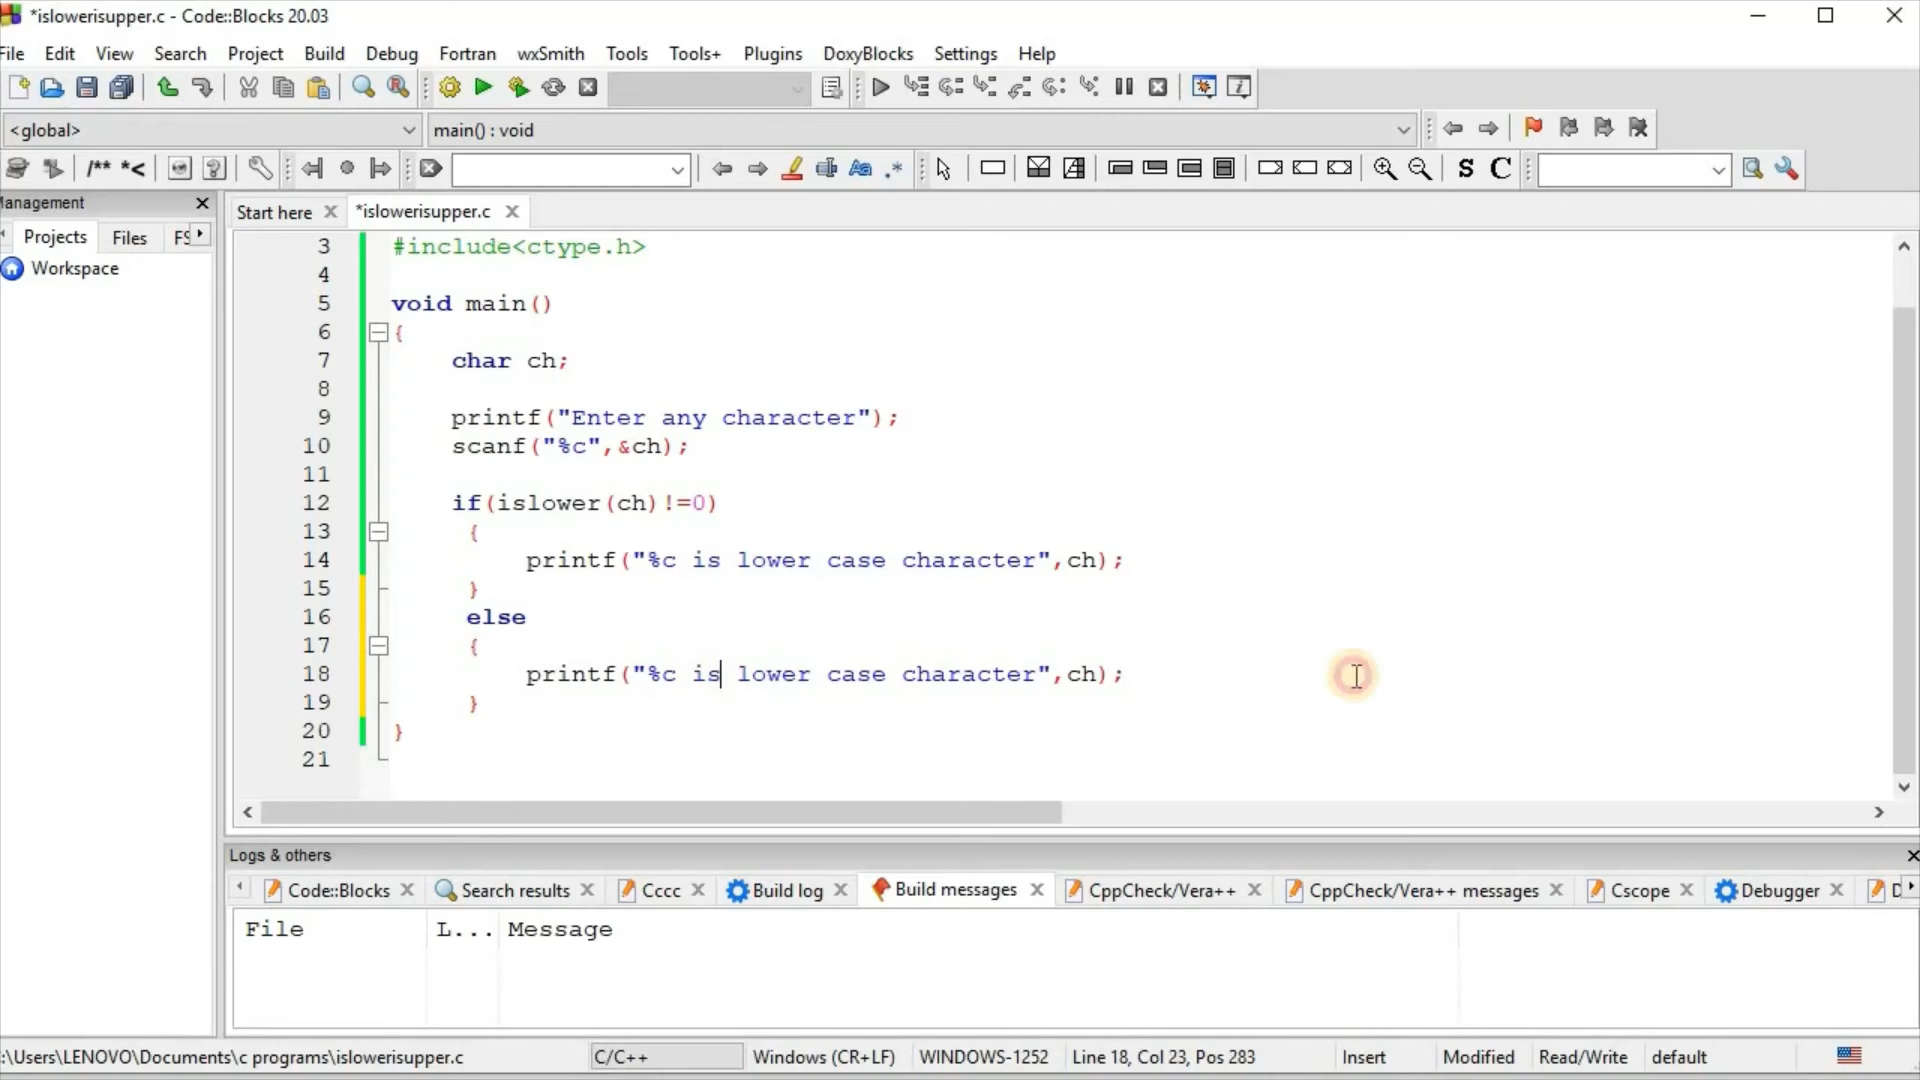 *islowerisupper.c - Code::Blocks 20.03
File Edit View Search Project Build Debug Fortran wxSmith Tools Tools+ Plugins DoxyBlocks Settings Help
<global> main() : void
/** *< Aa .* S C
Management
Start here *islowerisupper.c
Projects Files FS
Workspace
3 #include<ctype.h>
4
5 void main()
6 {
7 char ch;
8
9 printf("Enter any character");
10 scanf("%c",&ch);
11
12 if(islower(ch)!=0)
13 {
14 printf("%c is lower case character",ch);
15 }
16 else
17 {
18 printf("%c is lower case character",ch);
19 }
20 }
21
Logs & others
Code::Blocks Search results Cccc Build log Build messages CppCheck/Vera++ CppCheck/Vera++ messages Cscope Debugger D
File L... Message
:\Users\LENOVO\Documents\c programs\islowerisupper.c C/C++ Windows (CR+LF) WINDOWS-1252 Line 18, Col 23, Pos 283 Insert Modified Read/Write default